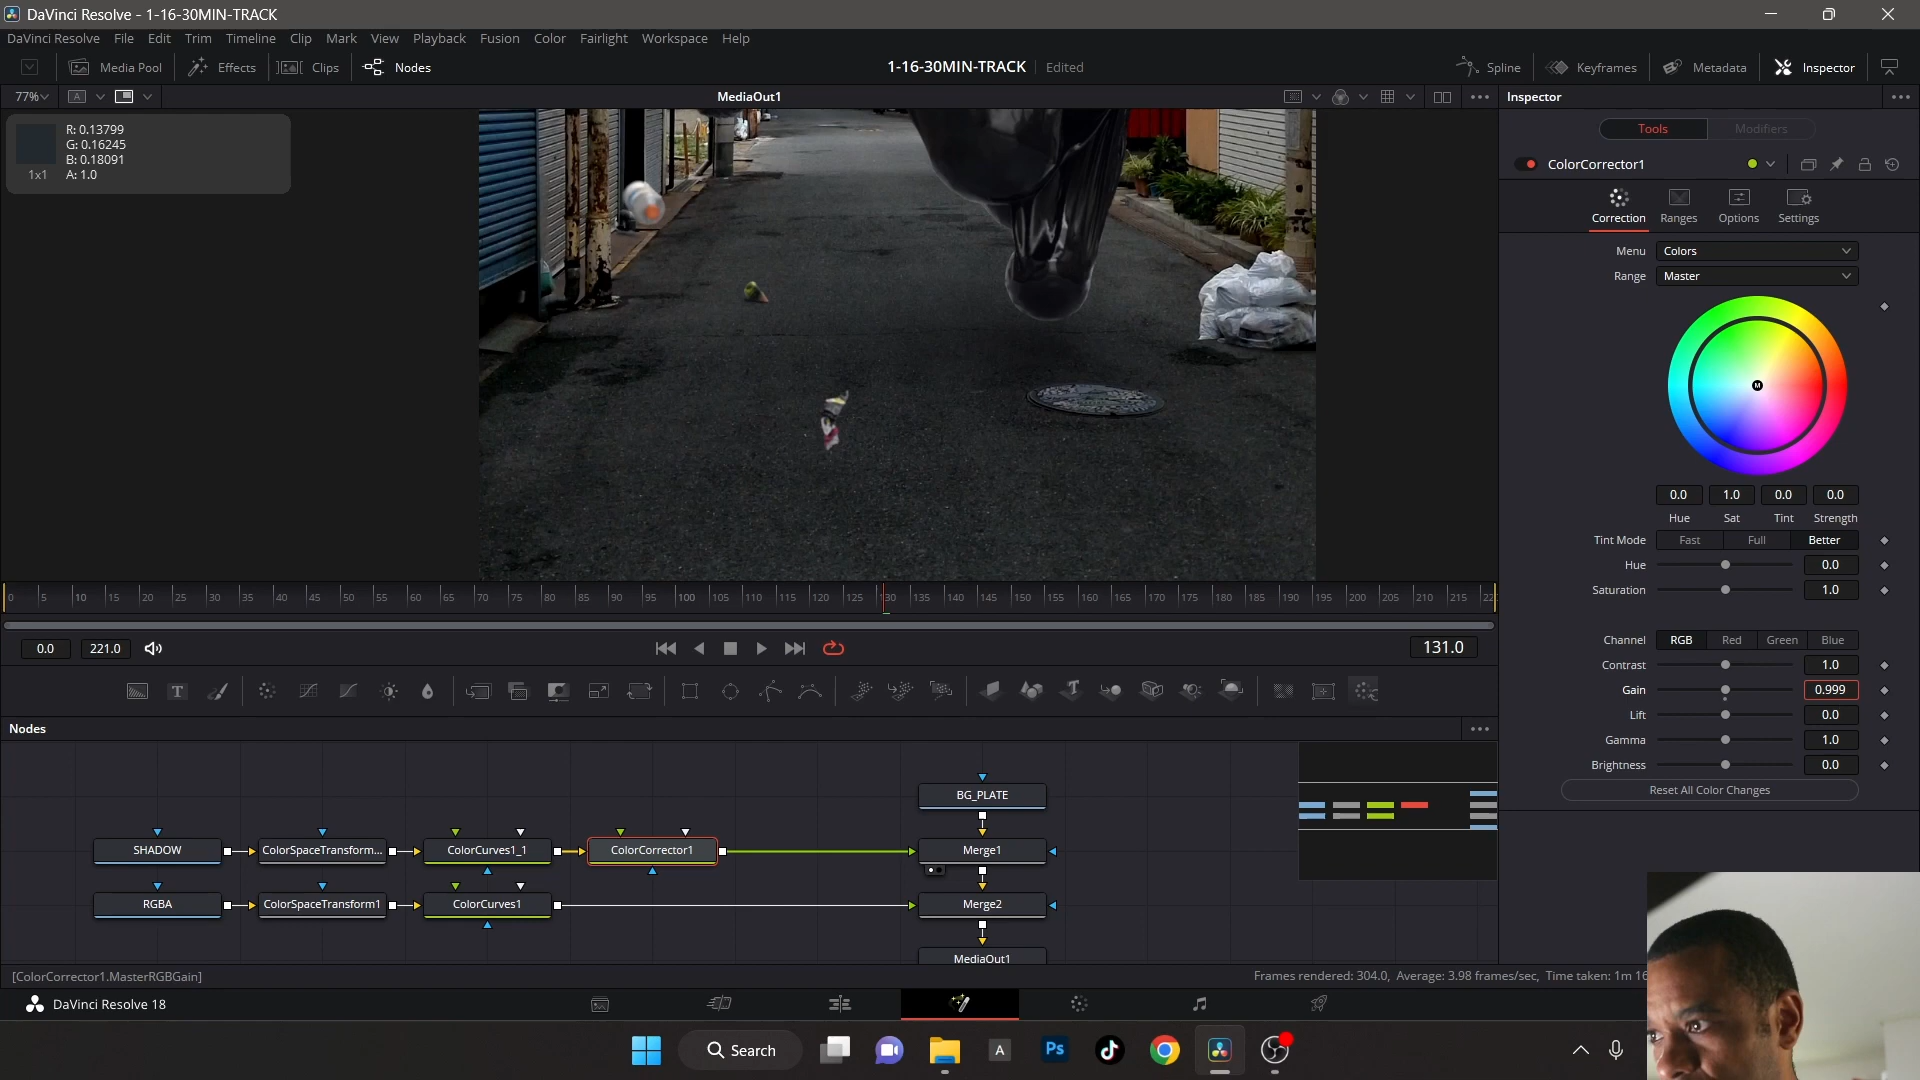 DaVinci Resolve - 1-16-30MIN-TRACK
DaVinci Resolve File Edit Trim Timeline Clip Mark View Playback Fusion Color Fairlight Workspace Help
Media Pool Effects Clips Nodes 1-16-30MIN-TRACK Edited Spline Keyframes Metadata Inspector
77% A MediaOut1 Inspector
R: 0.13799
G: 0.16245
B: 0.18091
1x1 A: 1.0
Tools Modifiers
ColorCorrector1
Correction Ranges Options Settings
Menu Colors
Range Master
M
0.0 1.0 0.0 0.0
Hue Sat Tint Strength
Tint Mode Fast Full Better
Hue 0.0
Saturation 1.0
Channel RGB Red Green Blue
Contrast 1.0
Gain 0.999
Lift 0.0
Gamma 1.0
Brightness 0.0
Reset All Color Changes
0 5 10 15 20 25 30 35 40 45 50 55 60 65 70 75 80 85 90 95 100 105 110 115 120 125 130 135 140 145 150 155 160 165 170 175 180 185 190 195 200 205 210 215 22
0.0 221.0 131.0
T T
Nodes
BG_PLATE
SHADOW ColorSpaceTransform... ColorCurves1_1 ColorCorrector1 Merge1
RGBA ColorSpaceTransform1 ColorCurves1 Merge2
MediaOut1
[ColorCorrector1.MasterRGBGain] Frames rendered: 304.0, Average: 3.98 frames/sec, Time taken: 1m 16
DaVinci Resolve 18
Search A Ps